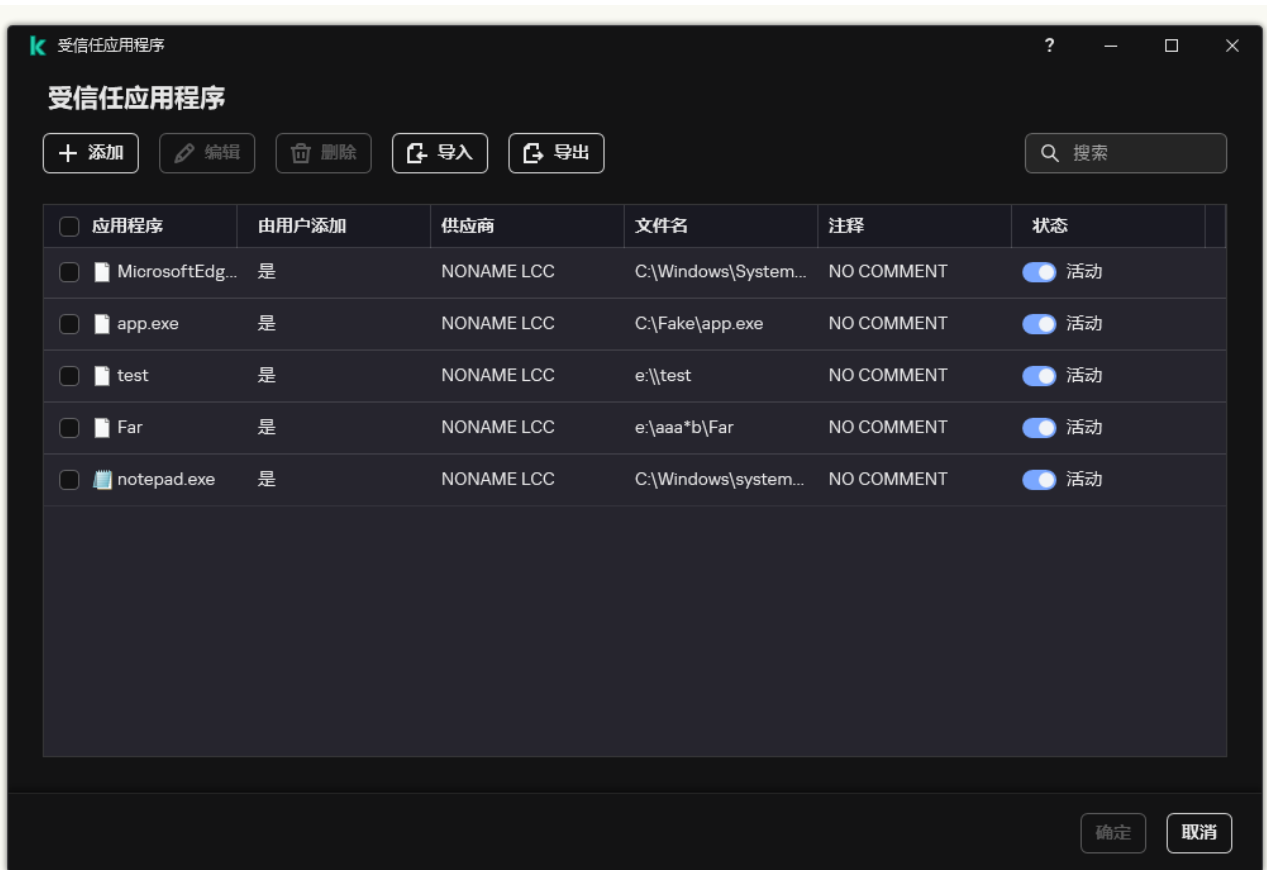 受信任应用程序 ?
受信任应用程序
添加 编辑 删除 导入 导出 搜索
应用程序 由用户添加 供应商 文件名 注释 状态
MicrosoftEdg... 是 NONAME LCC C:\Windows\System... NO COMMENT 活动
app.exe 是 NONAME LCC C:\Fake\app.exe NO COMMENT 活动
test 是 NONAME LCC e:\\test NO COMMENT 活动
Far 是 NONAME LCC e:\aaa*b\Far NO COMMENT 活动
notepad.exe 是 NONAME LCC C:\Windows\system... NO COMMENT 活动
确定 取消